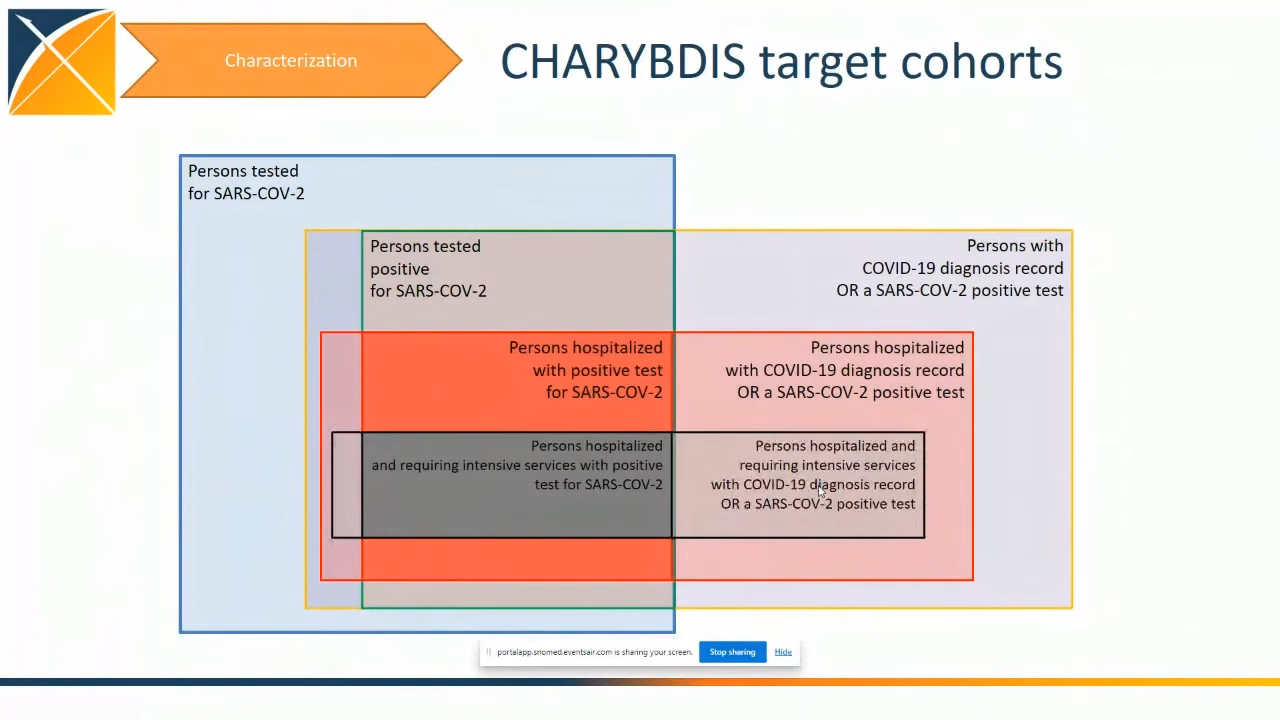 Characterization
CHARYBDIS target cohorts
Persons tested
for SARS-COV-2
Persons tested
positive
for SARS-COV-2
Persons with
COVID-19 diagnosis record
OR a SARS-COV-2 positive test
Persons hospitalized
with positive test
for SARS-COV-2
Persons hospitalized
with COVID-19 diagnosis record
OR a SARS-COV-2 positive test
Persons hospitalized
and requiring intensive services with positive
test for SARS-COV-2
Persons hospitalized and
requiring intensive services
with COVID-19 diagnosis record
OR a SARS-COV-2 positive test
portalapp.snomed.eventsair.com is sharing your screen.
Stop sharing
Hide